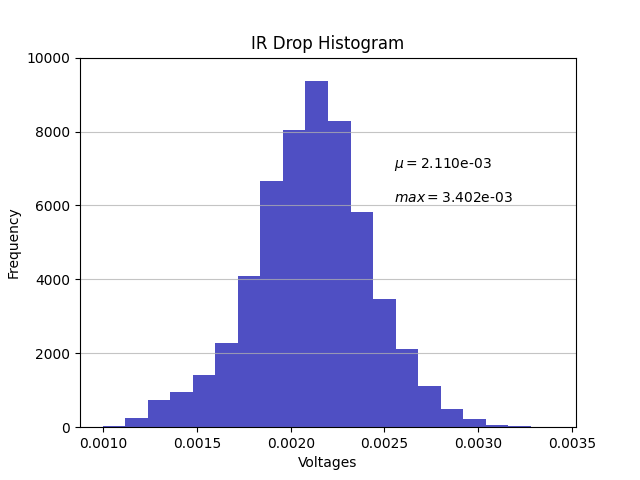 IR Drop Histogram
10000
8000
6000
4000
2000
0
Frequency
μ = 2.110e-03
max = 3.402e-03
0.0010 0.0015 0.0020 0.0025 0.0030 0.0035
Voltages